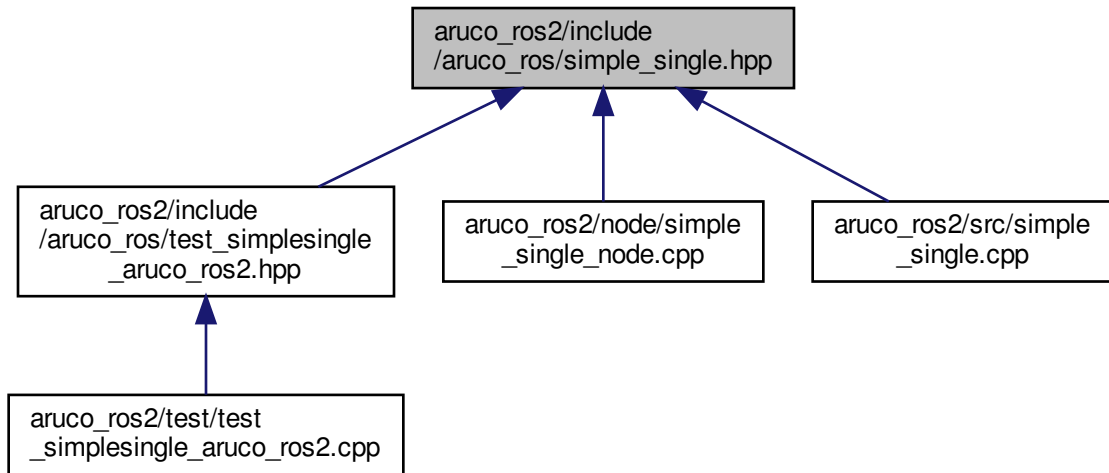 aruco_ros2/include
/aruco_ros/simple_single.hpp
aruco_ros2/include
/aruco_ros/test_simplesingle
_aruco_ros2.hpp
aruco_ros2/node/simple
_single_node.cpp
aruco_ros2/src/simple
_single.cpp
aruco_ros2/test/test
_simplesingle_aruco_ros2.cpp